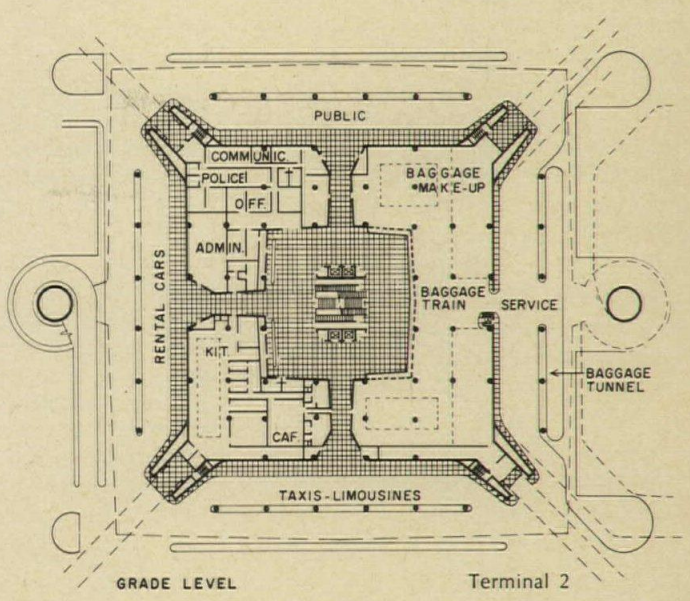 PUBLIC
COMMUNIC.
POLICE
OFF.
BAGGAGE
MAKE-UP
ADMIN.
RENTAL CARS
BAGGAGE
TRAIN
SERVICE
KIT.
BAGGAGE
TUNNEL
CAF.
TAXIS-LIMOUSINES
GRADE LEVEL
Terminal 2